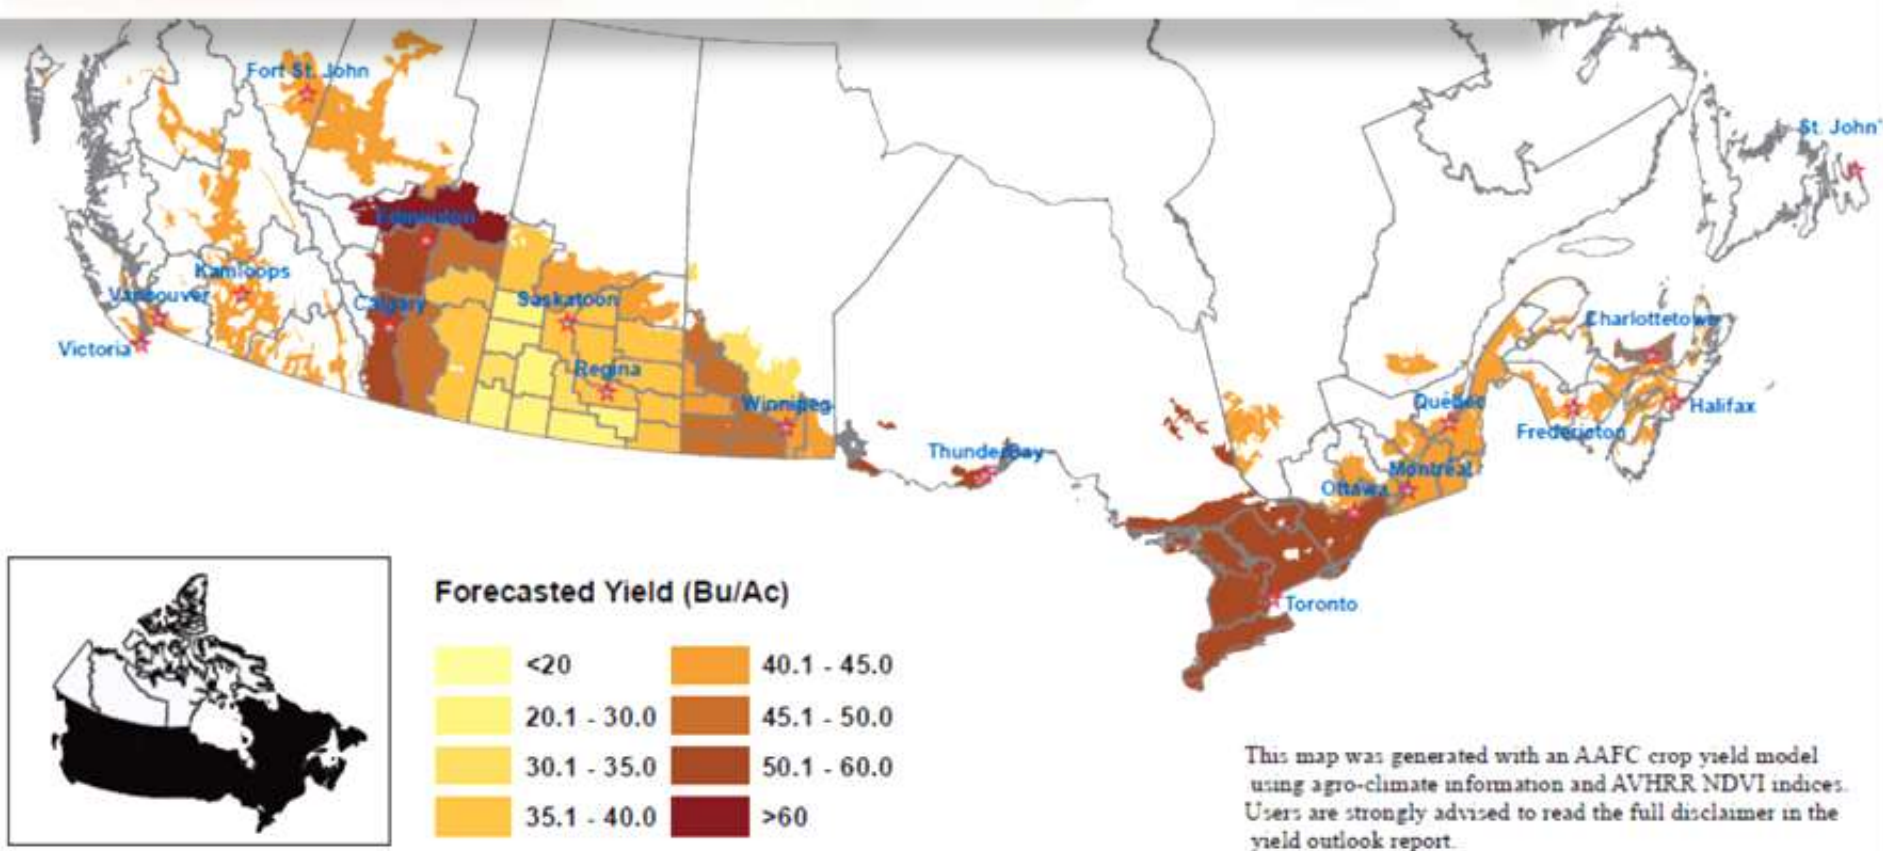 Fort St. John
St. John'
Edmonton
Kamloops
Vancouver
Calgary
Saskatoon
Charlottetown
Victoria
Regina
Winnipeg
Québec
Halifax
Fredericton
ThunderBay
Montréal
Ottawa
Toronto
Forecasted Yield (Bu/Ac)
<20
40.1 - 45.0
20.1 - 30.0
45.1 - 50.0
30.1 - 35.0
50.1 - 60.0
35.1 - 40.0
>60
This map was generated with an AAFC crop yield model
using agro-climate information and AVHRR NDVI indices.
Users are strongly advised to read the full disclaimer in the
yield outlook report.